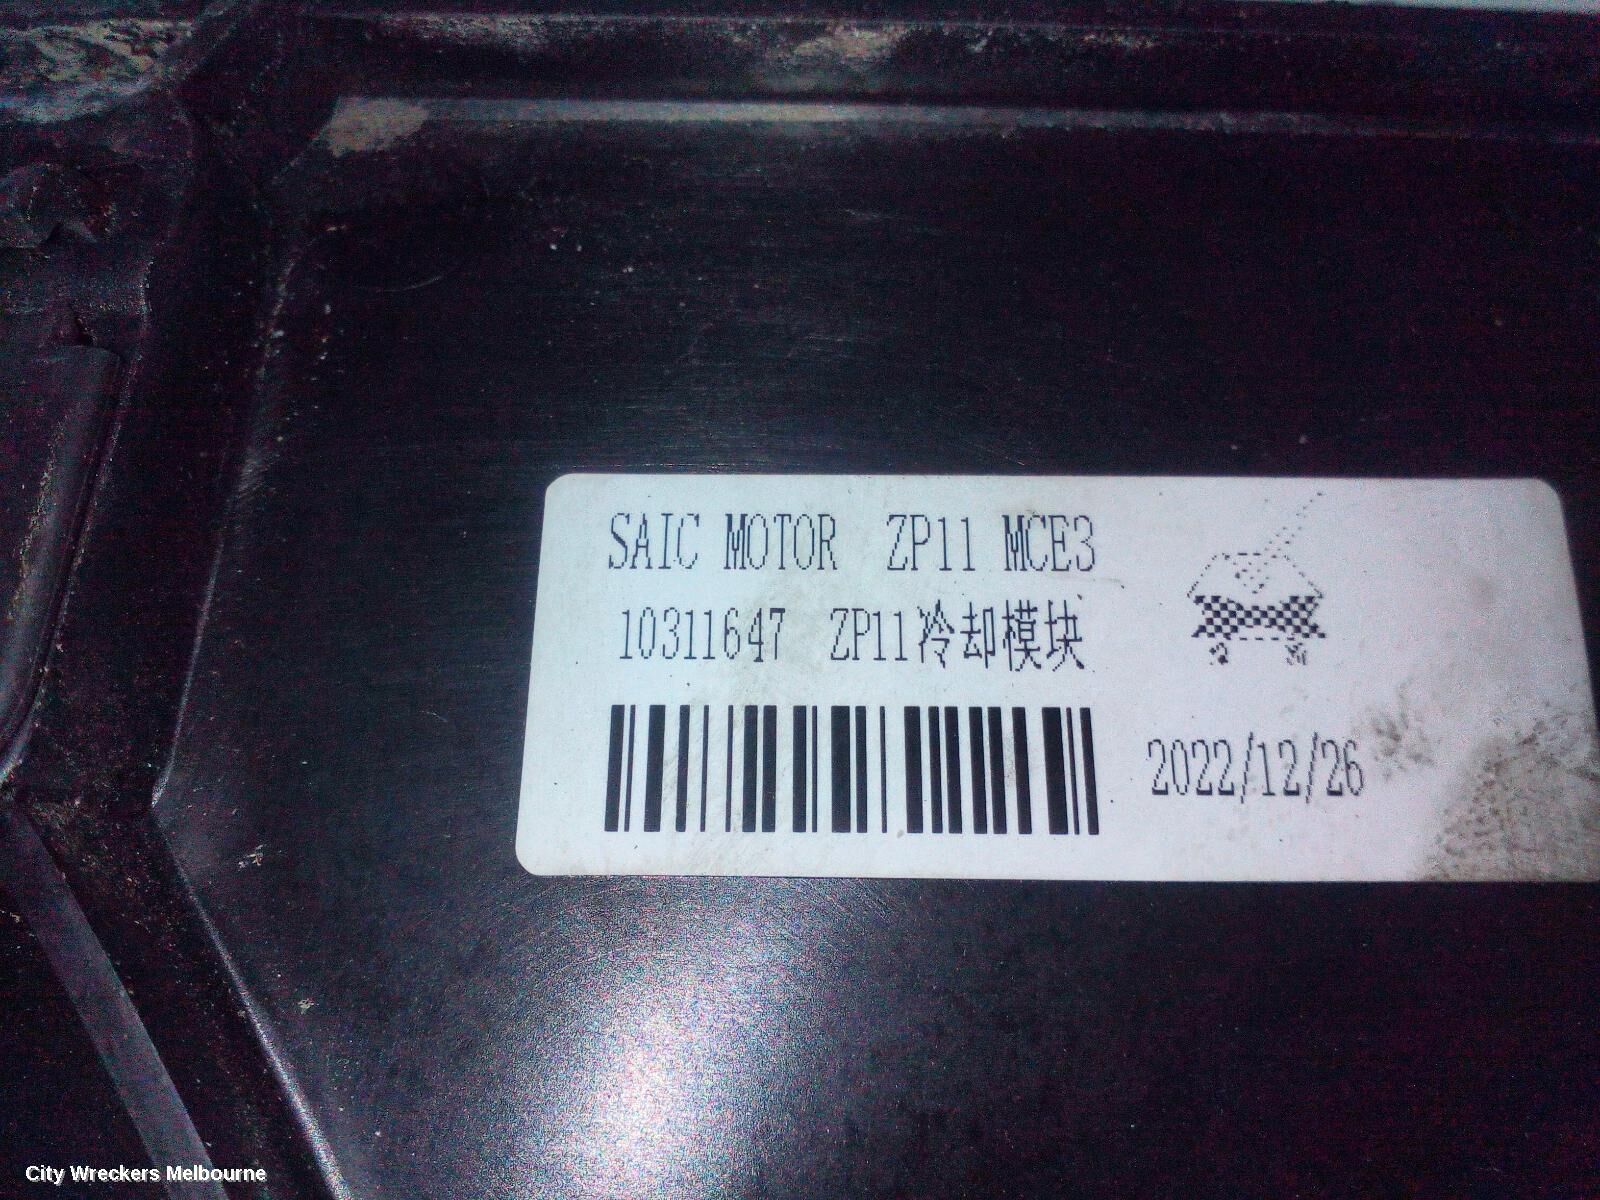 SAIC MOTOR ZP11 MCE3
10311647 ZP11冷却模块
2022/12/26
City Wreckers Melbourne